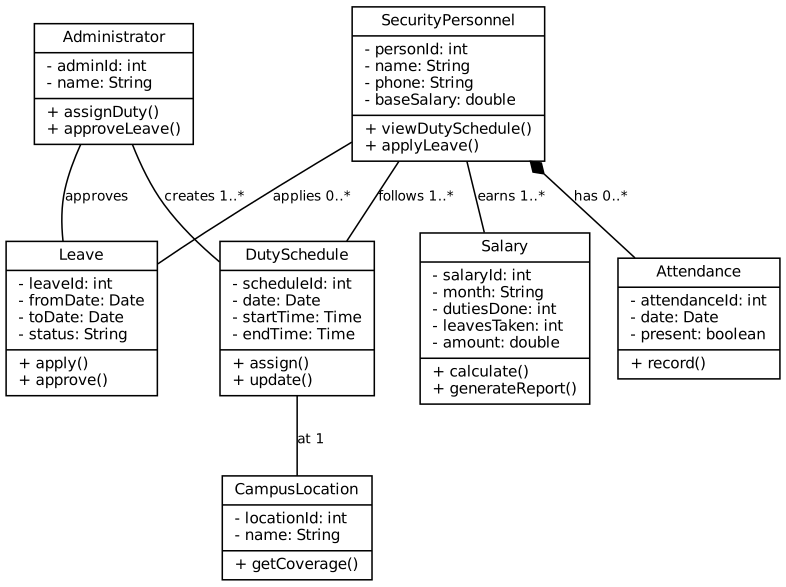 Administrator
- adminId: int
- name: String
+ assignDuty()
+ approveLeave()
SecurityPersonnel
- personId: int
- name: String
- phone: String
- baseSalary: double
+ viewDutySchedule()
+ applyLeave()
approves
creates 1..*
applies 0..*
follows 1..*
earns 1..*
has 0..*
Leave
- leaveId: int
- fromDate: Date
- toDate: Date
- status: String
+ apply()
+ approve()
DutySchedule
- scheduleId: int
- date: Date
- startTime: Time
- endTime: Time
+ assign()
+ update()
Salary
- salaryId: int
- month: String
- dutiesDone: int
- leavesTaken: int
- amount: double
+ calculate()
+ generateReport()
Attendance
- attendanceId: int
- date: Date
- present: boolean
+ record()
at 1
CampusLocation
- locationId: int
- name: String
+ getCoverage()